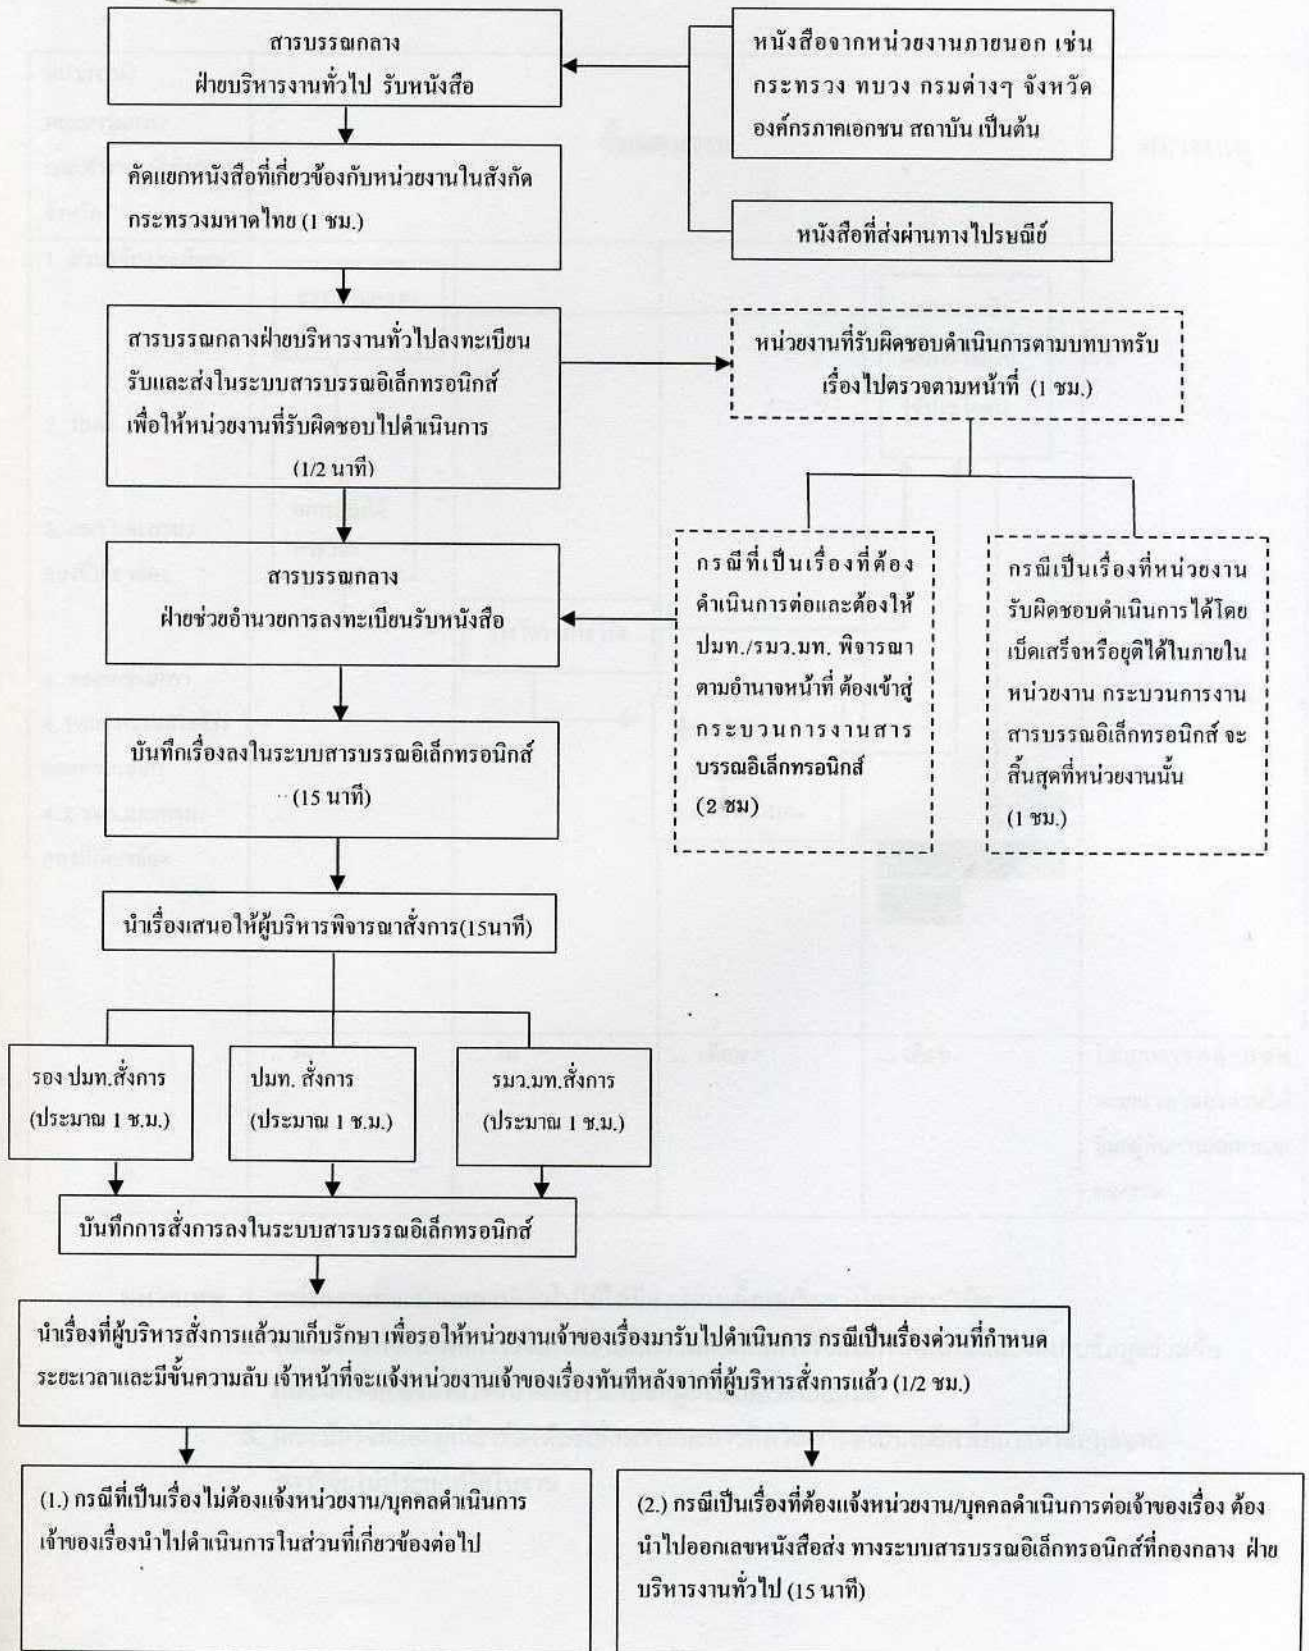 สารบรรณกลาง
ฝ่ายบริหารงานทั่วไป รับหนังสือ
หนังสือจากหน่วยงานภายนอก เช่น
กระทรวง ทบวง กรมต่างๆ จังหวัด
องค์กรภาคเอกชน สถาบัน เป็นต้น
คัดแยกหนังสือที่เกี่ยวข้องกับหน่วยงานในสังกัด
กระทรวงมหาดไทย (1 ชม.)
หนังสือที่ส่งผ่านทางไปรษณีย์
สารบรรณกลางฝ่ายบริหารงานทั่วไปลงทะเบียน
รับและส่งในระบบสารบรรณอิเล็กทรอนิกส์
เพื่อให้หน่วยงานที่รับผิดชอบไปดำเนินการ
(1/2 นาที)
หน่วยงานที่รับผิดชอบดำเนินการตามบทบาทรับ
เรื่องไปตรวจตามหน้าที่ (1 ชม.)
สารบรรณกลาง
ฝ่ายช่วยอำนวยการลงทะเบียนรับหนังสือ
กรณีที่เป็นเรื่องที่ต้อง
ดำเนินการต่อและต้องให้
ปมท./รมว.มท. พิจารณา
ตามอำนาจหน้าที่ ต้องเข้าสู่
กระบวนการงานสาร
บรรณอิเล็กทรอนิกส์
(2 ชม)
กรณีเป็นเรื่องที่หน่วยงาน
รับผิดชอบดำเนินการได้โดย
เบ็ดเสร็จหรือยุติได้ในภายใน
หน่วยงาน กระบวนการงาน
สารบรรณอิเล็กทรอนิกส์ จะ
สิ้นสุดที่หน่วยงานนั้น
(1 ชม.)
บันทึกเรื่องลงในระบบสารบรรณอิเล็กทรอนิกส์
(15 นาที)
นำเรื่องเสนอให้ผู้บริหารพิจารณาสั่งการ(15นาที)
รอง ปมท.สั่งการ
(ประมาณ 1 ช.ม.)
ปมท. สั่งการ
(ประมาณ 1 ช.ม.)
รมว.มท.สั่งการ
(ประมาณ 1 ช.ม.)
บันทึกการสั่งการลงในระบบสารบรรณอิเล็กทรอนิกส์
นำเรื่องที่ผู้บริหารสั่งการแล้วมาเก็บรักษา เพื่อรอให้หน่วยงานเจ้าของเรื่องมารับไปดำเนินการ กรณีเป็นเรื่องด่วนที่กำหนด
ระยะเวลาและมีชั้นความลับ เจ้าหน้าที่จะแจ้งหน่วยงานเจ้าของเรื่องทันทีหลังจากที่ผู้บริหารสั่งการแล้ว (1/2 ชม.)
(1.) กรณีที่เป็นเรื่องไม่ต้องแจ้งหน่วยงาน/บุคคลดำเนินการ
เจ้าของเรื่องนำไปดำเนินการในส่วนที่เกี่ยวข้องต่อไป
(2.) กรณีเป็นเรื่องที่ต้องแจ้งหน่วยงาน/บุคคลดำเนินการต่อเจ้าของเรื่อง ต้อง
นำไปออกเลขหนังสือส่ง ทางระบบสารบรรณอิเล็กทรอนิกส์ที่กองกลาง ฝ่าย
บริหารงานทั่วไป (15 นาที)